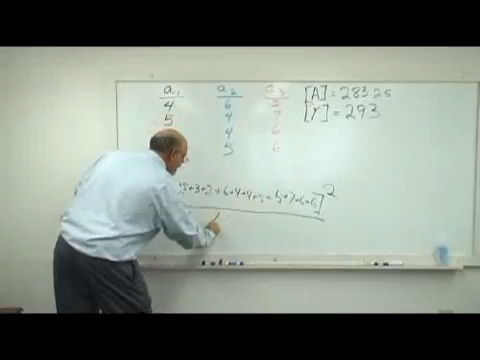 a₁ a₂ a₃ [A] = 283.25
4 6 5 [Y] = 293
5 4 7
4 6
5 6
5+3+2+6+4+4+5+5+7+6+6]²